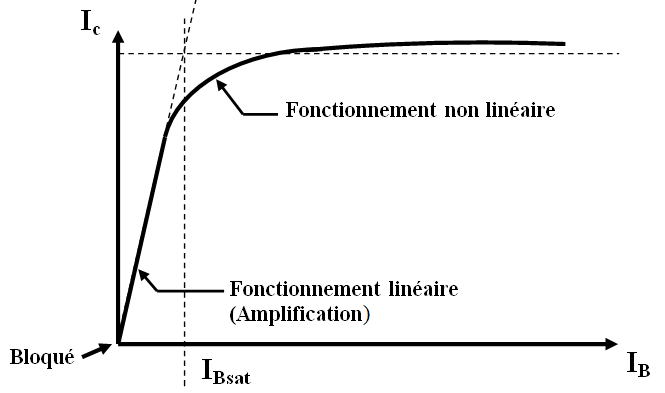 Ic
Fonctionnement non linéaire
Fonctionnement linéaire
(Amplification)
Bloqué
IBsat
IB